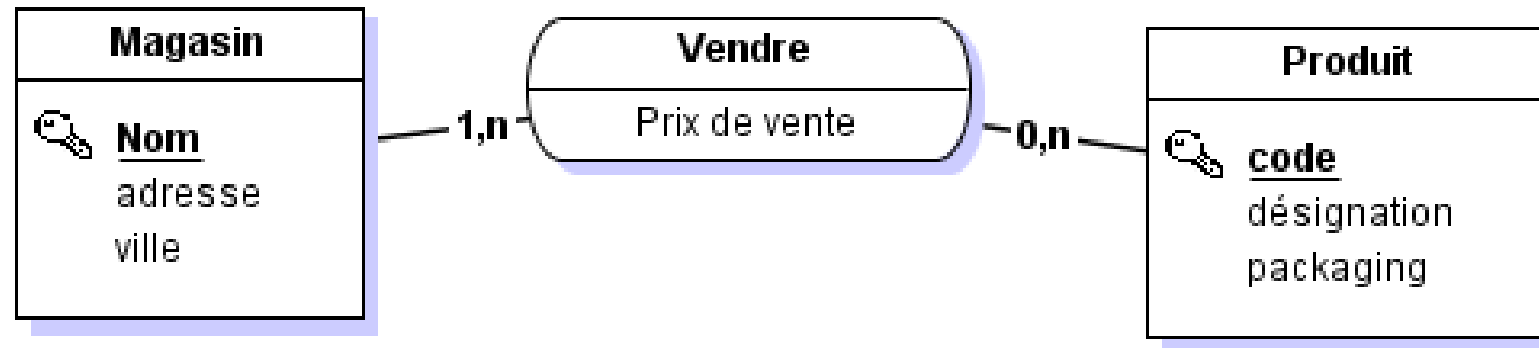 Magasin
Nom
adresse
ville
1,n
Vendre
Prix de vente
0,n
Produit
code
désignation
packaging